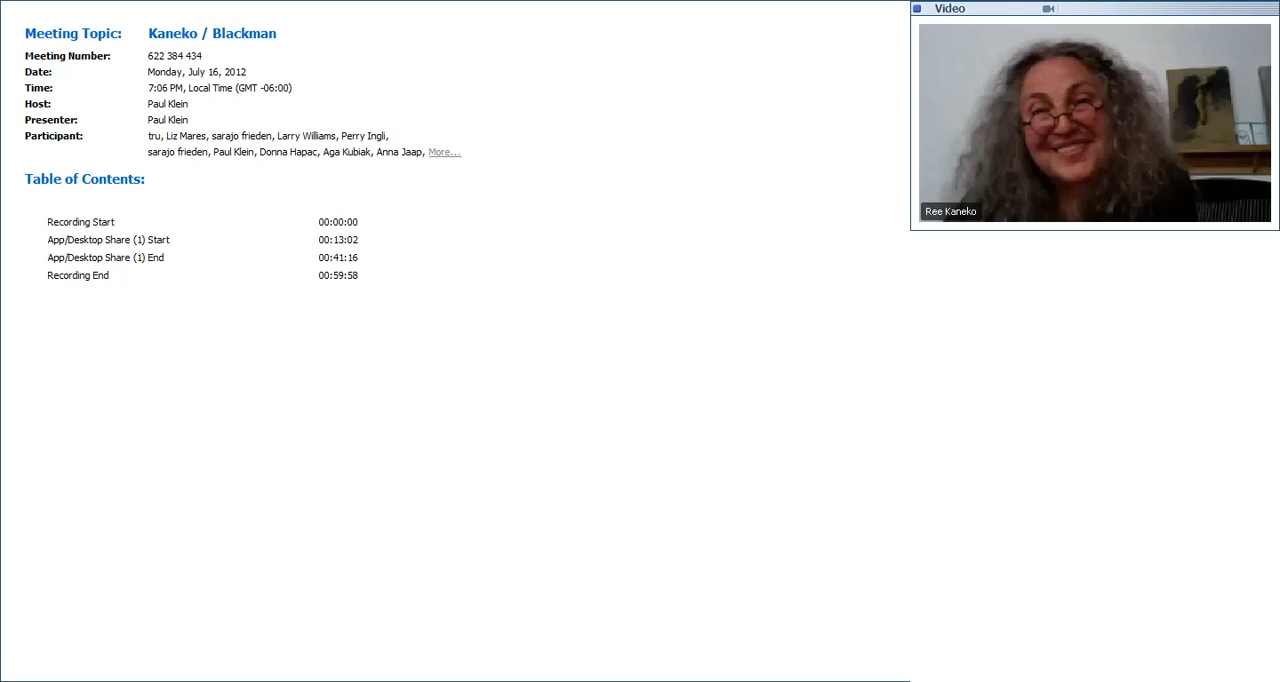 Meeting Topic: Kaneko / Blackman
Meeting Number: 622 384 434
Date: Monday, July 16, 2012
Time: 7:06 PM, Local Time (GMT -06:00)
Host: Paul Klein
Presenter: Paul Klein
Participant: tru, Liz Mares, sarajo frieden, Larry Williams, Perry Ingli,
sarajo frieden, Paul Klein, Donna Hapac, Aga Kubiak, Anna Jaap, More...
Table of Contents:
Recording Start 00:00:00
App/Desktop Share (1) Start 00:13:02
App/Desktop Share (1) End 00:41:16
Recording End 00:59:58
Video
Ree Kaneko